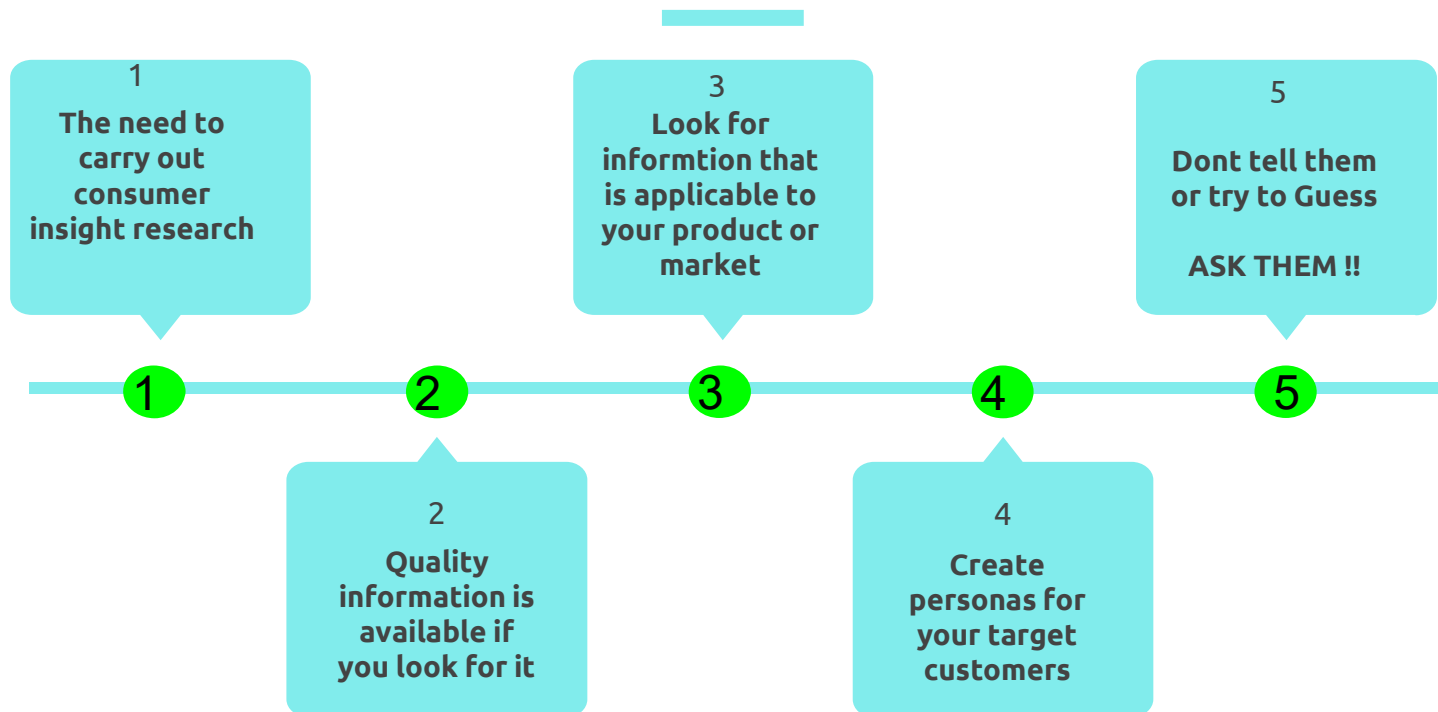 1
The need to
carry out
consumer
insight research
3
Look for
informtion that
is applicable to
your product or
market
5
Dont tell them
or try to Guess
ASK THEM !!
1
2
3
4
5
2
Quality
information is
available if
you look for it
4
Create
personas for
your target
customers